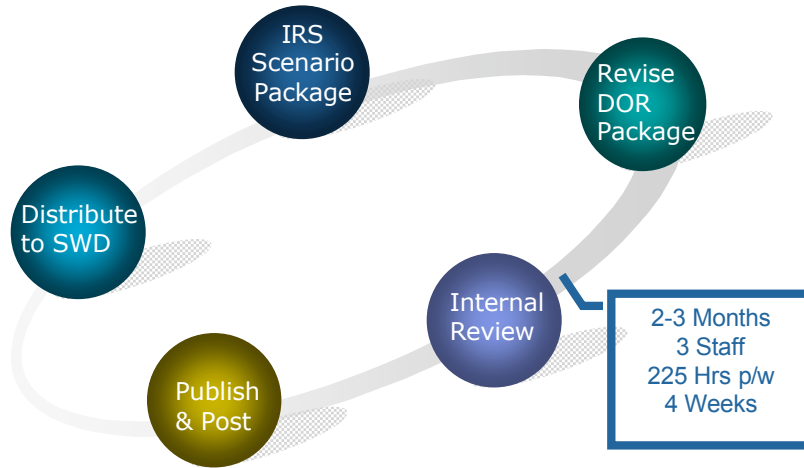 IRS
Scenario
Package
Revise
DOR
Package
Distribute
to SWD
Internal
Review
Publish
& Post
2-3 Months
3 Staff
225 Hrs p/w
4 Weeks